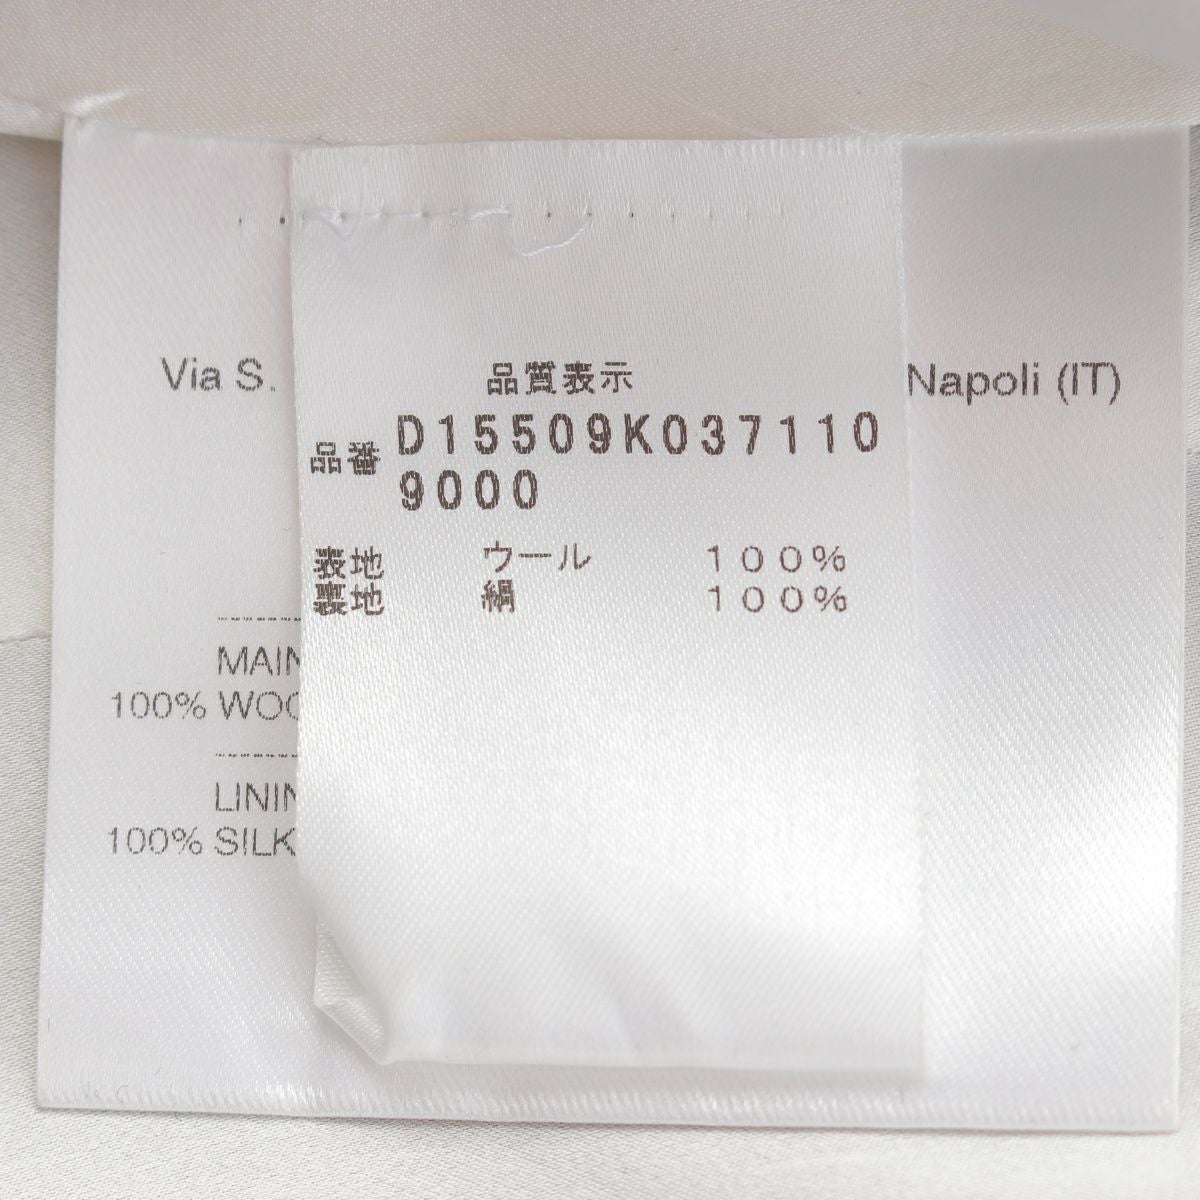 Via S.
Napoli (IT)
品質表示
品番 D15509K037110
9000
表地 ウール 100%
裏地 絹 100%
MAIN
100% WOO
LININ
100% SILK